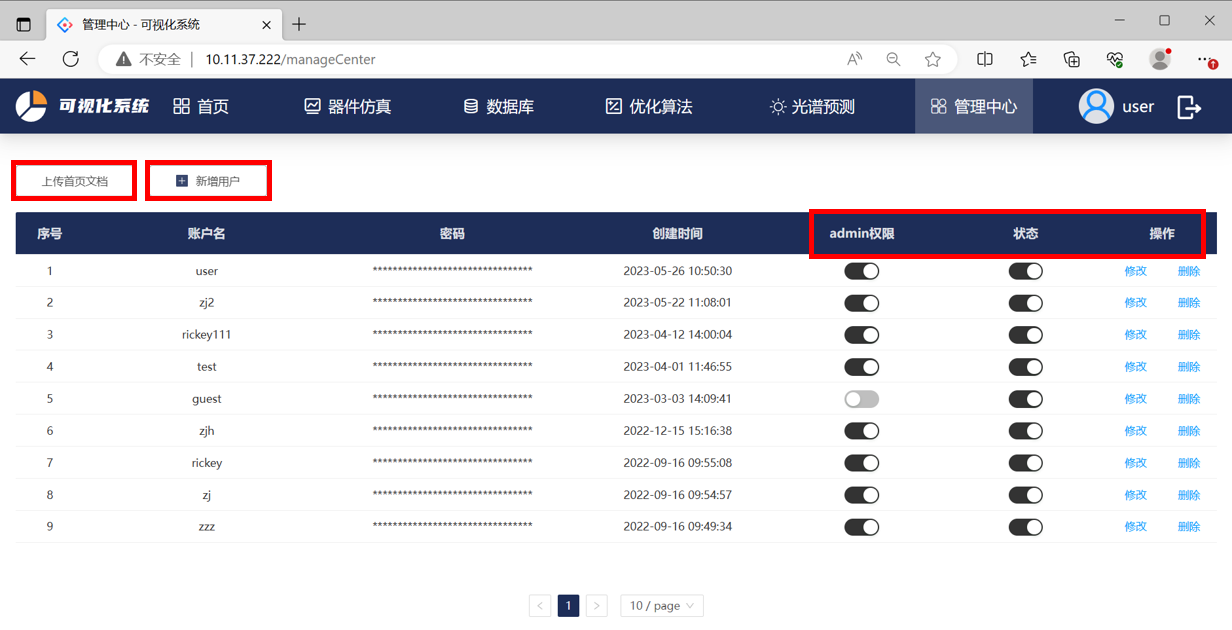 管理中心 - 可视化系统
不安全 | 10.11.37.222/manageCenter
可视化系统 首页 器件仿真 数据库 优化算法 光谱预测 管理中心 user
上传首页文档 新增用户
序号 账户名 密码 创建时间 admin权限 状态 操作
1 user ******************************** 2023-05-26 10:50:30 修改 删除
2 zj2 ******************************** 2023-05-22 11:08:01 修改 删除
3 rickey111 ******************************** 2023-04-12 14:00:04 修改 删除
4 test ******************************** 2023-04-01 11:46:55 修改 删除
5 guest ******************************** 2023-03-03 14:09:41 修改 删除
6 zjh ******************************** 2022-12-15 15:16:38 修改 删除
7 rickey ******************************** 2022-09-16 09:55:08 修改 删除
8 zj ******************************** 2022-09-16 09:54:57 修改 删除
9 zzz ******************************** 2022-09-16 09:49:34 修改 删除
< 1 > 10 / page